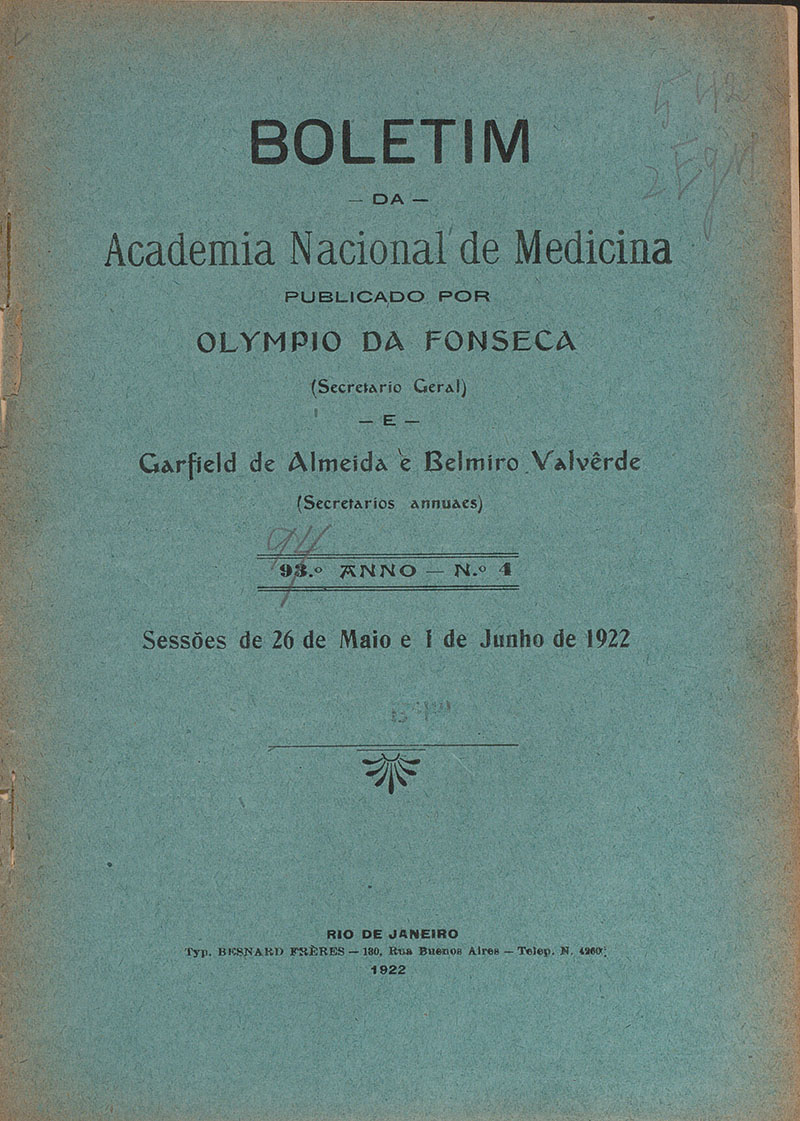 BOLETIM
— DA —
Academia Nacional de Medicina
PUBLICADO POR
OLYMPIO DA FONSECA
(Secretario Geral)
— E —
Garfield de Almeida e Belmiro Valvêrde
(Secretarios annuaes)
94
93.º ANNO — N.º 4
Sessões de 26 de Maio e 1 de Junho de 1922
RIO DE JANEIRO
Typ. BESNARD FRÈRES — 130, Rua Buenos Aires — Telep. N. 4260
1922